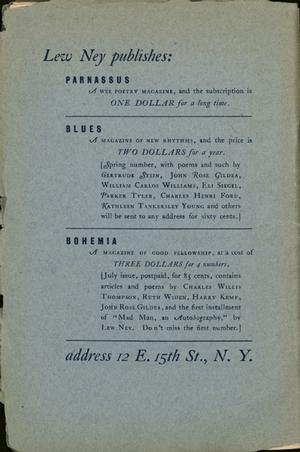 Lew Ney publishes:
PARNASSUS
A wee poetry magazine, and the subscription is
ONE DOLLAR for a long time.
BLUES
A magazine of new rhythms, and the price is
TWO DOLLARS for a year.
[Spring number, with poems and such by
Gertrude Stein, John Rose Gildea,
William Carlos Williams, Eli Siegel,
Parker Tyler, Charles Henri Ford,
Kathleen Tankersley Young and others
will be sent to any address for sixty cents.]
BOHEMIA
A magazine of good fellowship, at a cost of
THREE DOLLARS for 4 numbers.
[July issue, postpaid, for 85 cents, contains
articles and poems by Charles Willis
Thompson, Ruth Widen, Harry Kemp,
John Rose Gildea, and the first installment
of "Mad Man, an Autobiography," by
Lew Ney. Don't miss the first number.]
address 12 E. 15th St., N. Y.